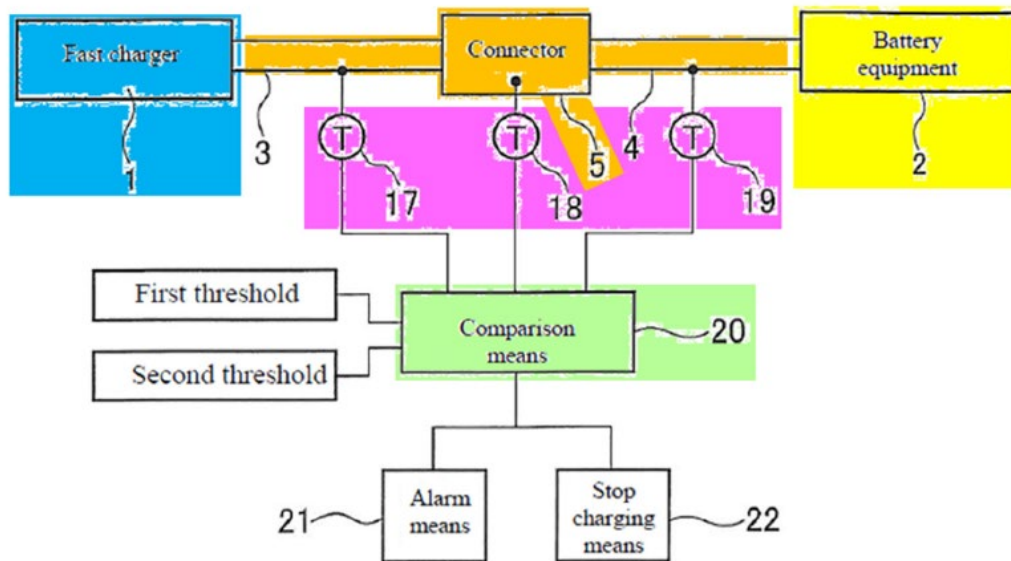 Fast charger
Connector
Battery
equipment
1
3
4
5
2
T
T
T
17
18
19
First threshold
Second threshold
Comparison
means
20
Alarm
means
21
Stop
charging
means
22